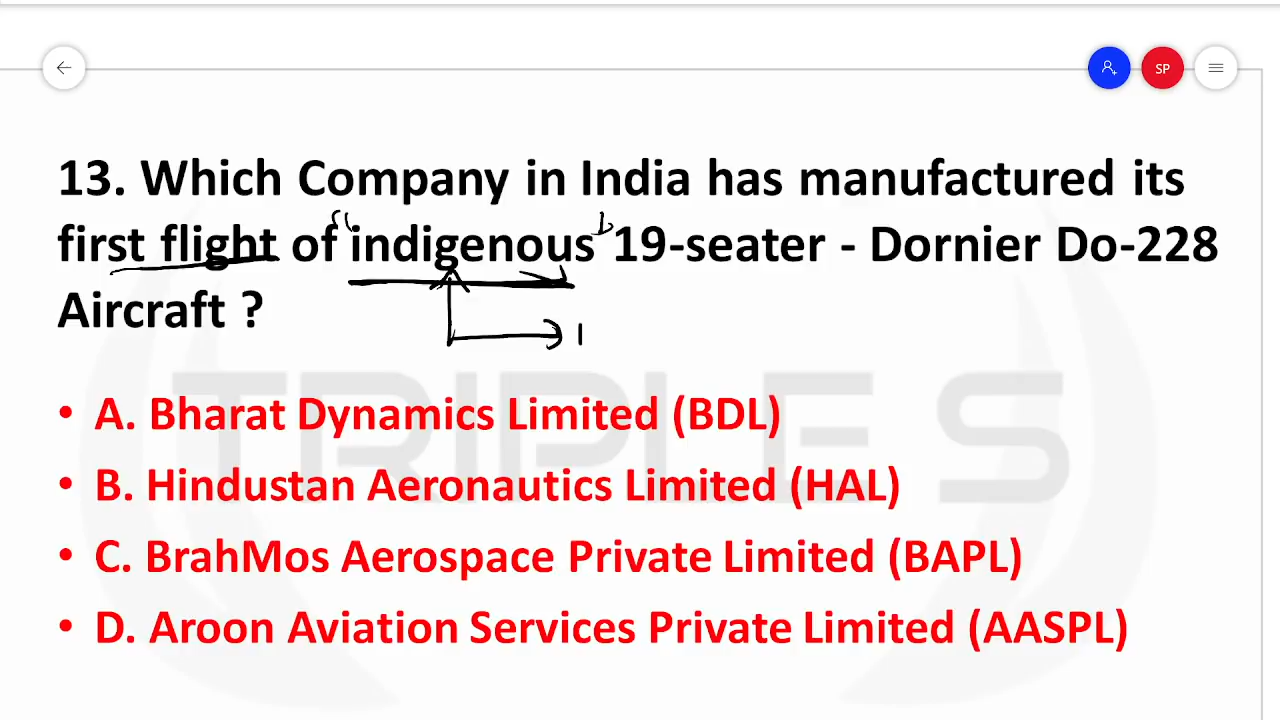 SP
13. Which Company in India has manufactured its
first flight of indigenous 19-seater - Dornier Do-228
Aircraft ?
• A. Bharat Dynamics Limited (BDL)
• B. Hindustan Aeronautics Limited (HAL)
• C. BrahMos Aerospace Private Limited (BAPL)
• D. Aroon Aviation Services Private Limited (AASPL)
TRIPLE S